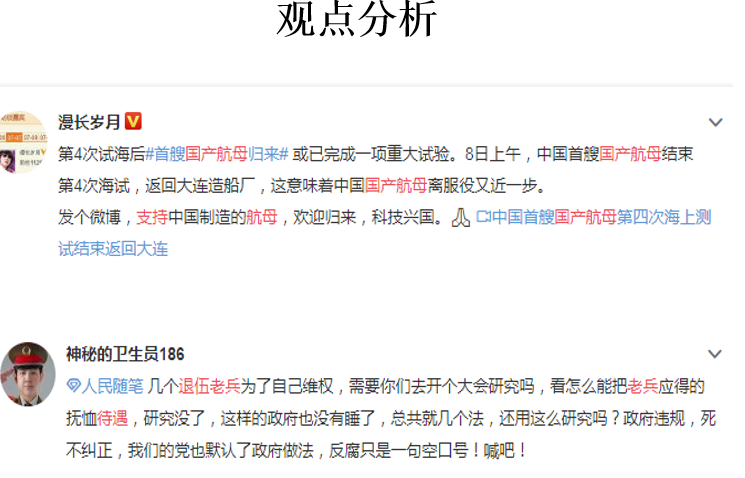 观点分析
漫长岁月
第4次试海后#首艘国产航母归来# 或已完成一项重大试验。8日上午，中国首艘国产航母结束
第4次海试，返回大连造船厂，这意味着中国国产航母离服役又近一步。
发个微博，支持中国制造的航母，欢迎归来，科技兴国。 中国首艘国产航母第四次海上测
试结束返回大连
神秘的卫生员186
人民随笔 几个退伍老兵为了自己维权，需要你们去开个大会研究吗，看怎么能把老兵应得的
抚恤待遇，研究没了，这样的政府也没有睡了，总共就几个法，还用这么研究吗？政府违规，死
不纠正，我们的党也默认了政府做法，反腐只是一句空口号！喊吧！